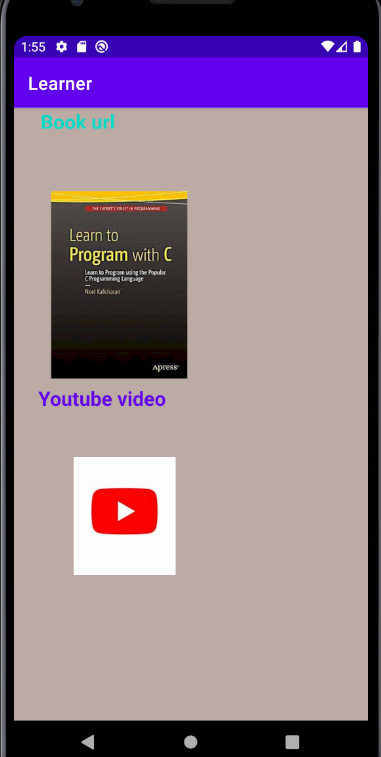 1:55
Learner
Book url
THE EXPERT'S VOICE® IN PROGRAMMING
Learn to
Program with C
Learn to Program using the Popular
C Programming Language
Noel Kalicharan
Apress®
Youtube video